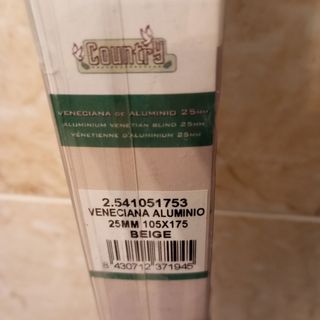 Country
VENECIANA DE ALUMINIO 25MM
ALUMINIUM VENETIAN BLIND 25MM
VÉNETIENNE D'ALUMINIUM 25MM
2.541051753
VENECIANA ALUMINIO
25MM 105X175
BEIGE
8 430712 371945